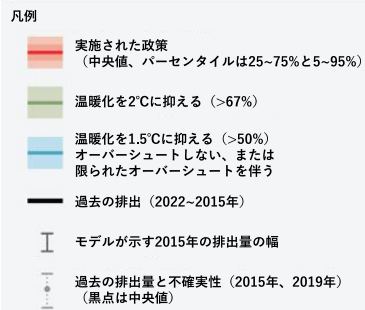 凡例
実施された政策
（中央値、パーセンタイルは25~75%と5~95%）
温暖化を2℃に抑える（>67%）
温暖化を1.5℃に抑える（>50%）
オーバーシュートしない、または
限られたオーバーシュートを伴う
過去の排出（2022~2015年）
モデルが示す2015年の排出量の幅
過去の排出量と不確実性（2015年、2019年）
（黒点は中央値）